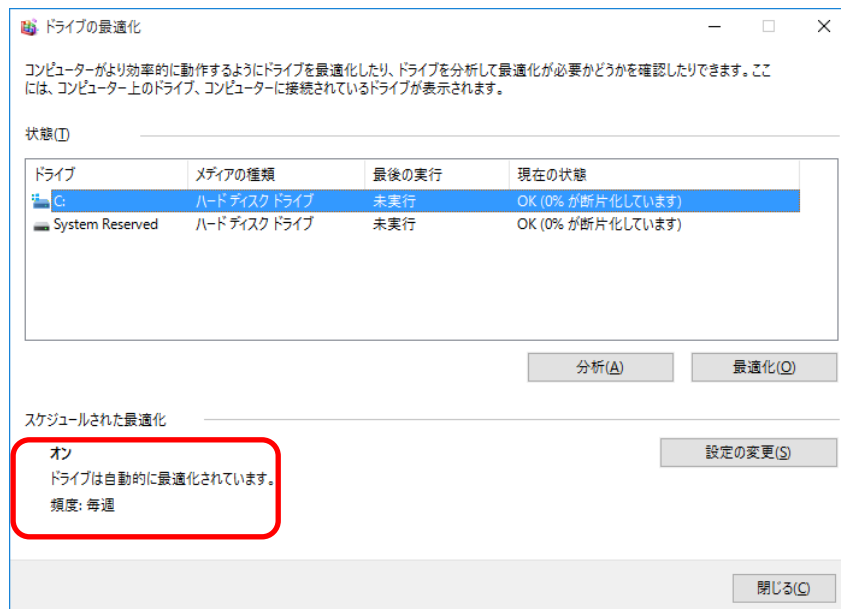 ドライブの最適化
コンピューターがより効率的に動作するようにドライブを最適化したり、ドライブを分析して最適化が必要かどうかを確認したりできます。ここ
には、コンピューター上のドライブ、コンピューターに接続されているドライブが表示されます。
状態(T)
ドライブ メディアの種類 最後の実行 現在の状態
C: ハード ディスク ドライブ 未実行 OK (0% が断片化しています)
System Reserved ハード ディスク ドライブ 未実行 OK (0% が断片化しています)
分析(A) 最適化(O)
スケジュールされた最適化
オン 設定の変更(S)
ドライブは自動的に最適化されています。
頻度: 毎週
閉じる(C)